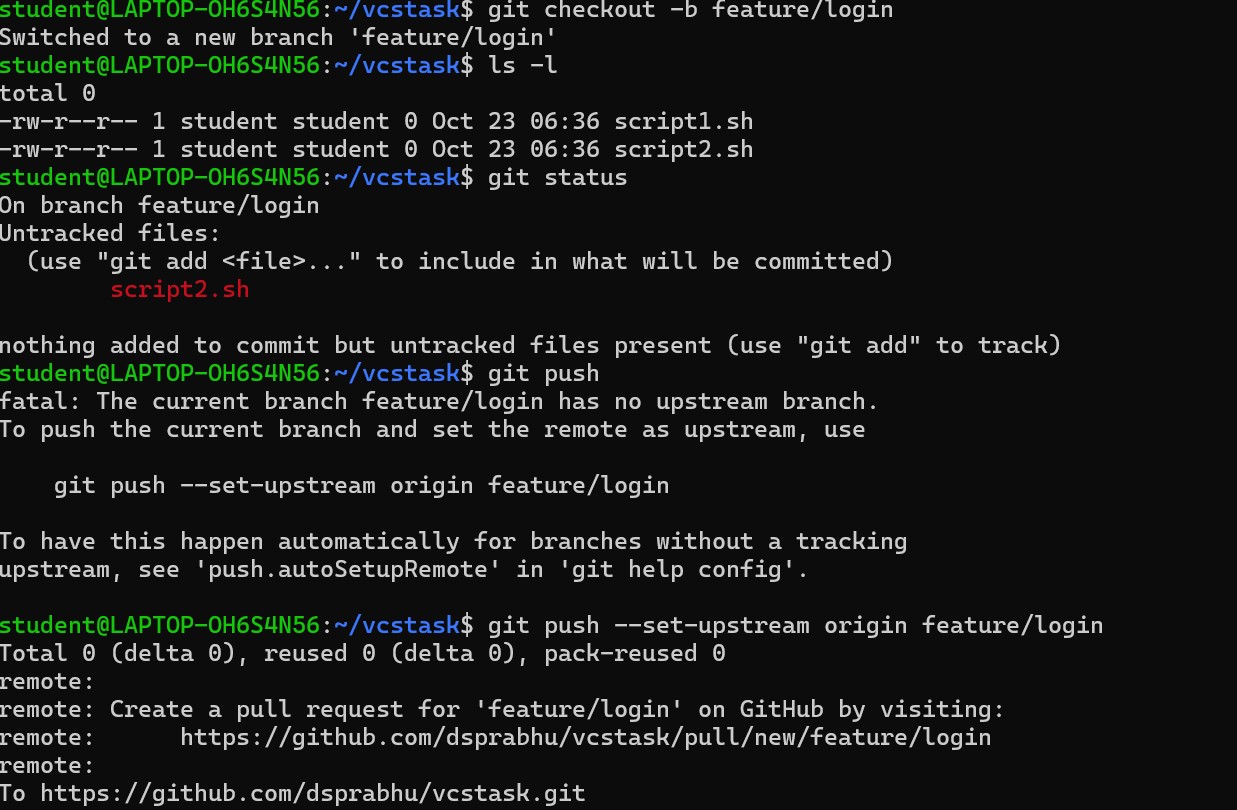 student@LAPTOP-OH6S4N56:~/vcstask$ git checkout -b feature/login
Switched to a new branch 'feature/login'
student@LAPTOP-OH6S4N56:~/vcstask$ ls -l
total 0
-rw-r--r-- 1 student student 0 Oct 23 06:36 script1.sh
-rw-r--r-- 1 student student 0 Oct 23 06:36 script2.sh
student@LAPTOP-OH6S4N56:~/vcstask$ git status
On branch feature/login
Untracked files:
  (use "git add <file>..." to include in what will be committed)
        script2.sh

nothing added to commit but untracked files present (use "git add" to track)
student@LAPTOP-OH6S4N56:~/vcstask$ git push
fatal: The current branch feature/login has no upstream branch.
To push the current branch and set the remote as upstream, use

    git push --set-upstream origin feature/login

To have this happen automatically for branches without a tracking
upstream, see 'push.autoSetupRemote' in 'git help config'.

student@LAPTOP-OH6S4N56:~/vcstask$ git push --set-upstream origin feature/login
Total 0 (delta 0), reused 0 (delta 0), pack-reused 0
remote:
remote: Create a pull request for 'feature/login' on GitHub by visiting:
remote:      https://github.com/dsprabhu/vcstask/pull/new/feature/login
remote:
To https://github.com/dsprabhu/vcstask.git